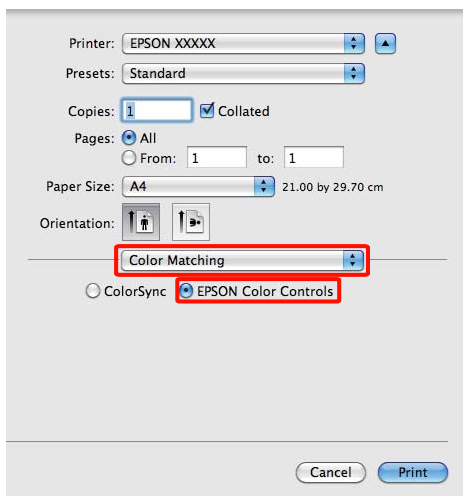 Printer: EPSON XXXXX
Presets: Standard
Copies: 1 Collated
Pages: All
From: 1 to: 1
Paper Size: A4 21.00 by 29.70 cm
Orientation:
Color Matching
ColorSync EPSON Color Controls
Cancel Print